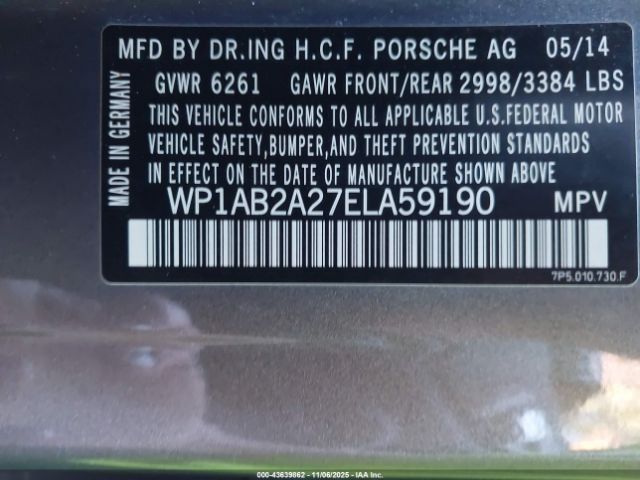 MFD BY DR.ING H.C.F. PORSCHE AG 05/14
GVWR 6261 GAWR FRONT/REAR 2998/3384 LBS
THIS VEHICLE CONFORMS TO ALL APPLICABLE U.S.FEDERAL MOTOR
VEHICLE SAFETY,BUMPER,AND THEFT PREVENTION STANDARDS
IN EFFECT ON THE DATE OF MANUFACTURE SHOWN ABOVE
WP1AB2A27ELA59190 MPV
MADE IN GERMANY
7P5.010.730.F
000-43639862 - 11/06/2025 - IAA Inc.